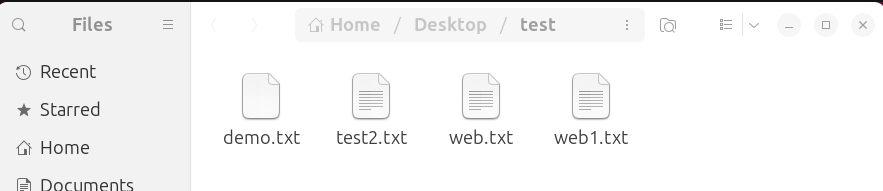 Files
Home / Desktop / test
Recent
Starred
Home
Documents
demo.txt
test2.txt
web.txt
web1.txt